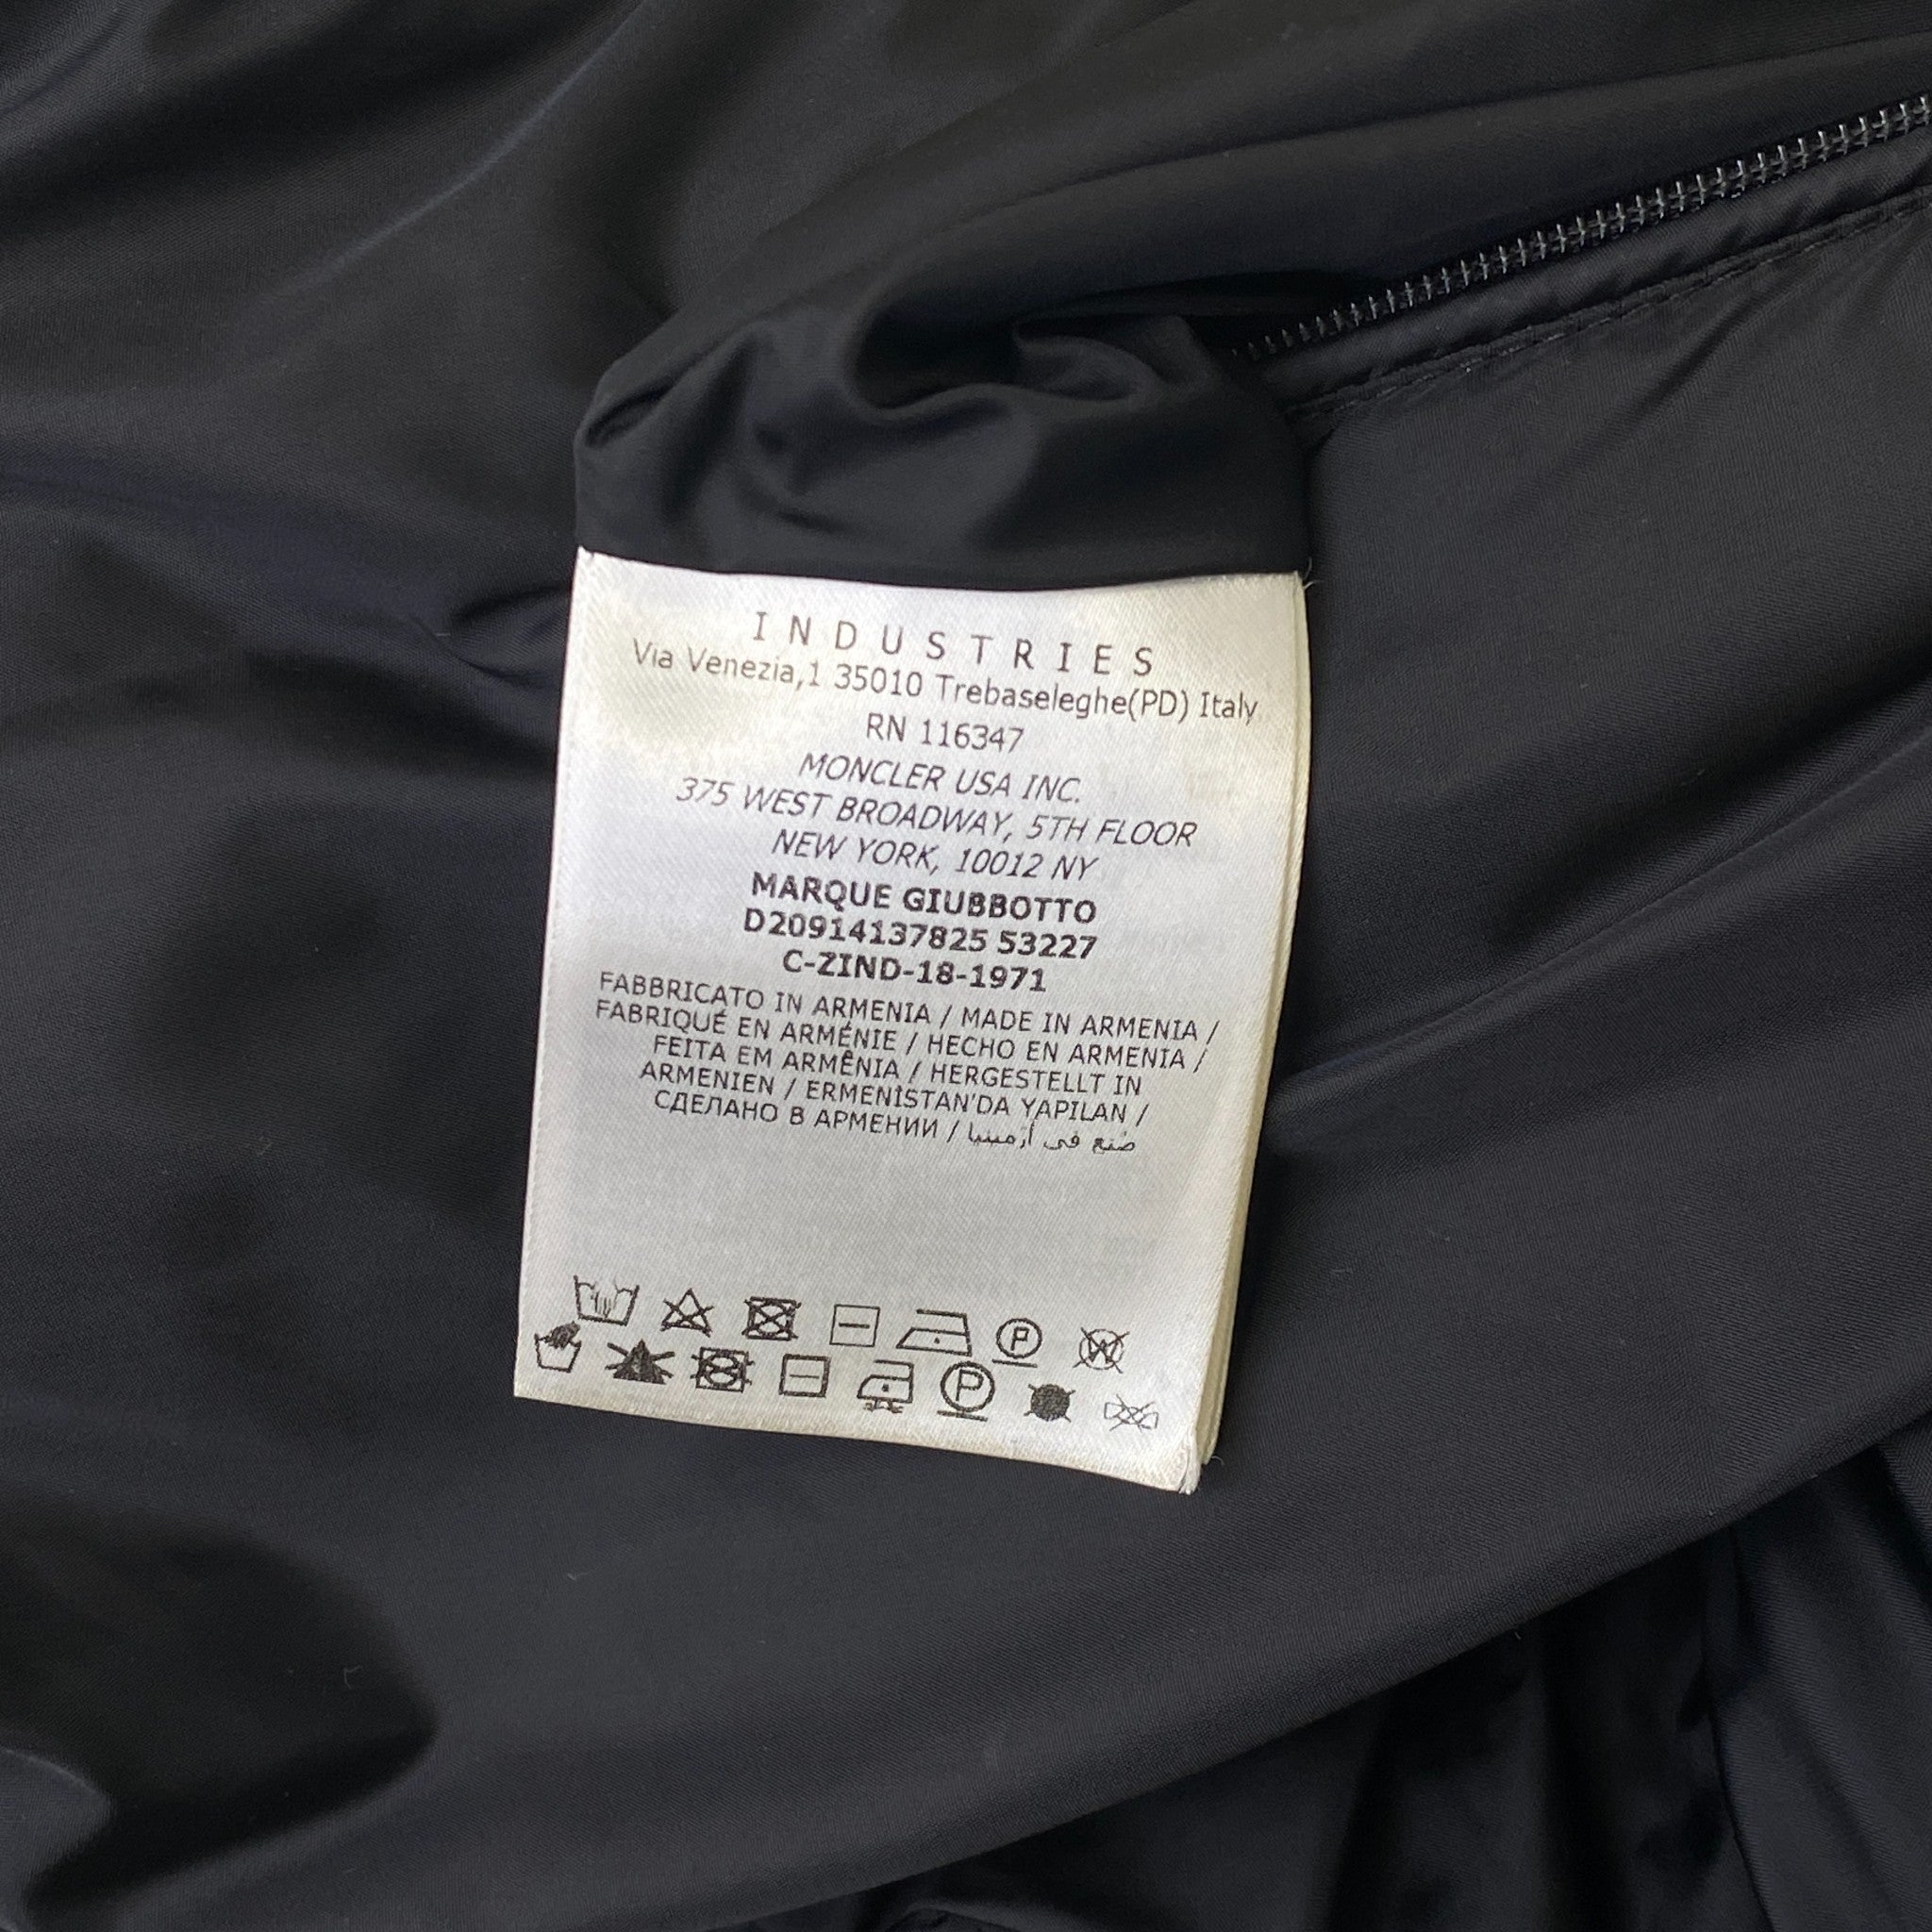 INDUSTRIES
Via Venezia,1 35010 Trebaseleghe(PD) Italy
RN 116347
MONCLER USA INC.
375 WEST BROADWAY, 5TH FLOOR
NEW YORK, 10012 NY
MARQUE GIUBBOTTO
D20914137825 53227
C-ZIND-18-1971
FABBRICATO IN ARMENIA / MADE IN ARMENIA /
FABRIQUÉ EN ARMÉNIE / HECHO EN ARMENIA /
FEITA EM ARMÊNIA / HERGESTELLT IN
ARMENIEN / ERMENİSTAN'DA YAPILAN /
СДЕЛАНО В АРМЕНИИ / صنع في أرمينيا
P W
P